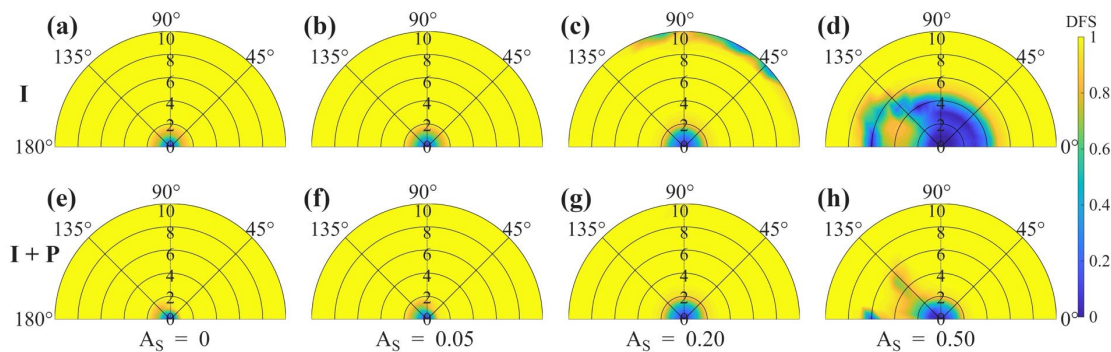 (a) 90° (b) 90° (c) 90° (d) 90° DFS
135° 10 45° 135° 10 45° 135° 10 45° 135° 10 45° 1
8 8 8 8
6 6 6 6 0.8
I 4 4 4 4
2 2 2 2
180° 0 0 0 0 0° 0.6
(e) 90° (f) 90° (g) 90° (h) 90°
135° 10 45° 135° 10 45° 135° 10 45° 135° 10 45° 0.4
8 8 8 8
I + P 6 6 6 6 0.2
4 4 4 4
2 2 2 2
180° 0 0 0 0 0° 0
A_S = 0 A_S = 0.05 A_S = 0.20 A_S = 0.50